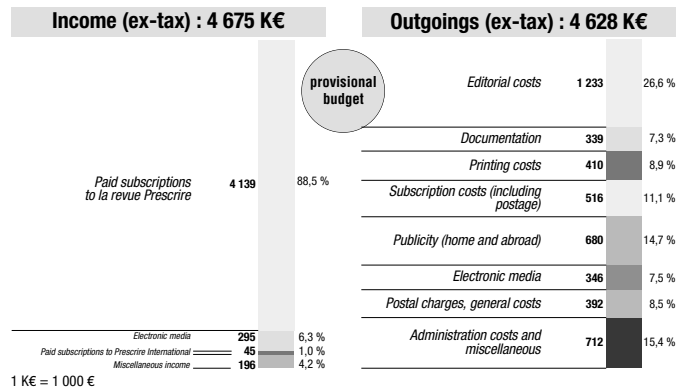 Income (ex-tax) : 4 675 K€
Outgoings (ex-tax) : 4 628 K€
provisional
budget
Paid subscriptions
to la revue Prescrire
4 139
88,5 %
Electronic media 295 6,3 %
Paid subscriptions to Prescrire International 45 1,0 %
Miscellaneous income 196 4,2 %
Editorial costs 1 233 26,6 %
Documentation 339 7,3 %
Printing costs 410 8,9 %
Subscription costs (including
postage)
516 11,1 %
Publicity (home and abroad) 680 14,7 %
Electronic media 346 7,5 %
Postal charges, general costs 392 8,5 %
Administration costs and
miscellaneous
712 15,4 %
1 K€ = 1 000 €